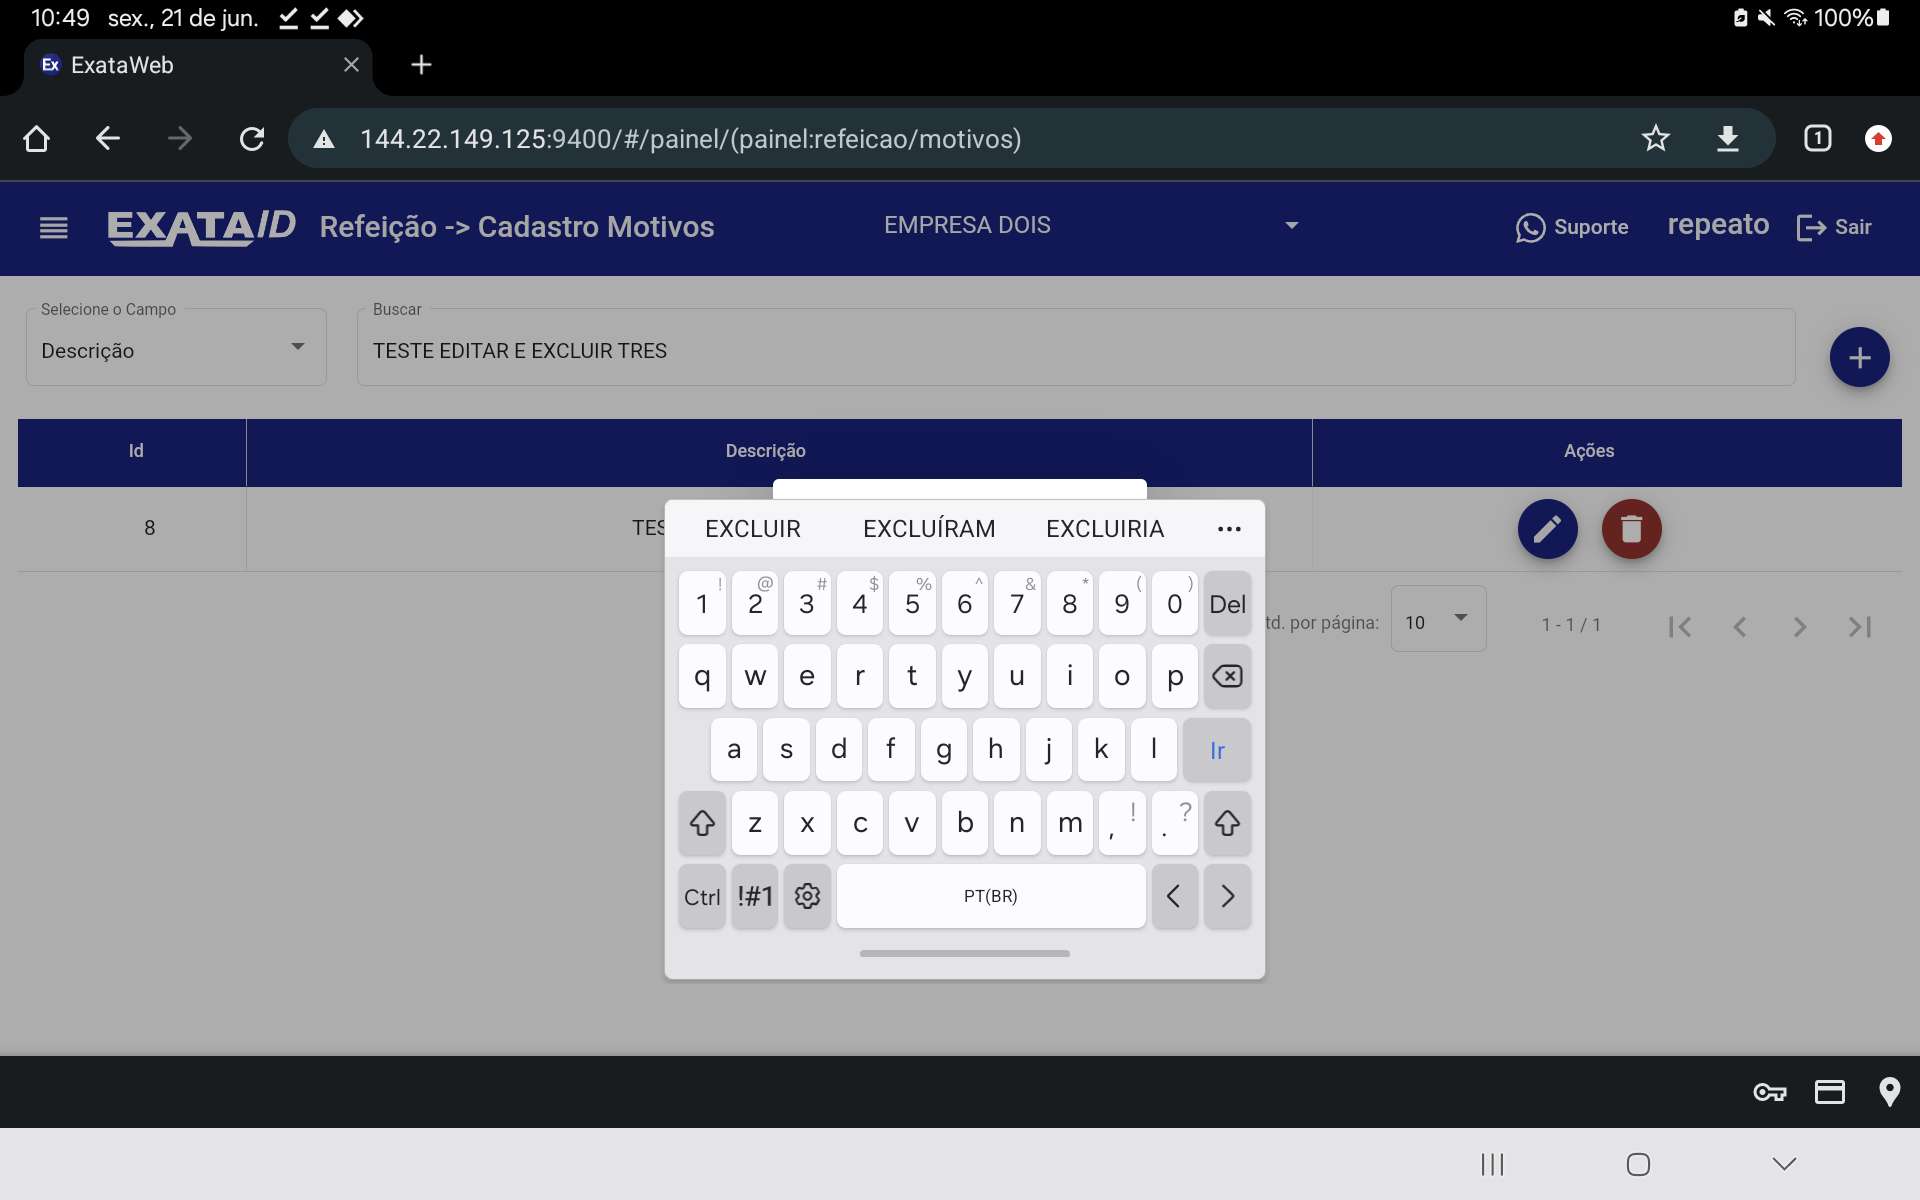 10:49 sex., 21 de jun. 100%
Ex ExataWeb
144.22.149.125:9400/#/painel/(painel:refeicao/motivos) 1
EXATAID Refeição -> Cadastro Motivos EMPRESA DOIS Suporte repeato Sair
Selecione o Campo Buscar
Descrição TESTE EDITAR E EXCLUIR TRES
Id Descrição Ações
8 TES
EXCLUIR EXCLUÍRAM EXCLUIRIA ...
! @ # $ % ^ & * ( )
1 2 3 4 5 6 7 8 9 0 Del
td. por página: 10 1 - 1 / 1
q w e r t y u i o p
a s d f g h j k l Ir
z x c v b n m , ! . ?
Ctrl !#1 PT(BR) < >